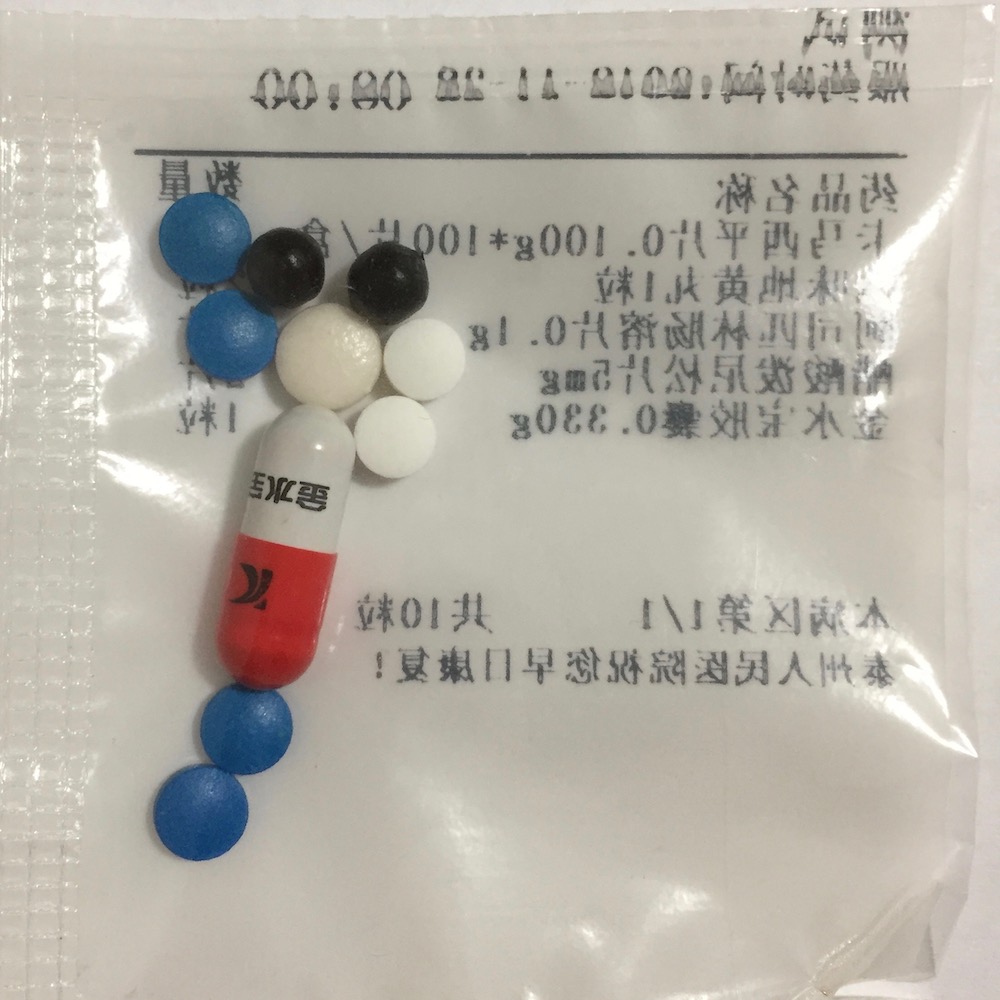 服药时间:2018-11-28 08:00
药品名称 数量
卡马西平片0.100g*100片/盒
味地黄丸1粒 粒
阿司匹林肠溶片0.1g
醋酸泼尼松片5mg
金水宝胶囊0.330g 1粒
金水宝
本病区第1/1 共10粒
泰州人民医院祝您早日康复!